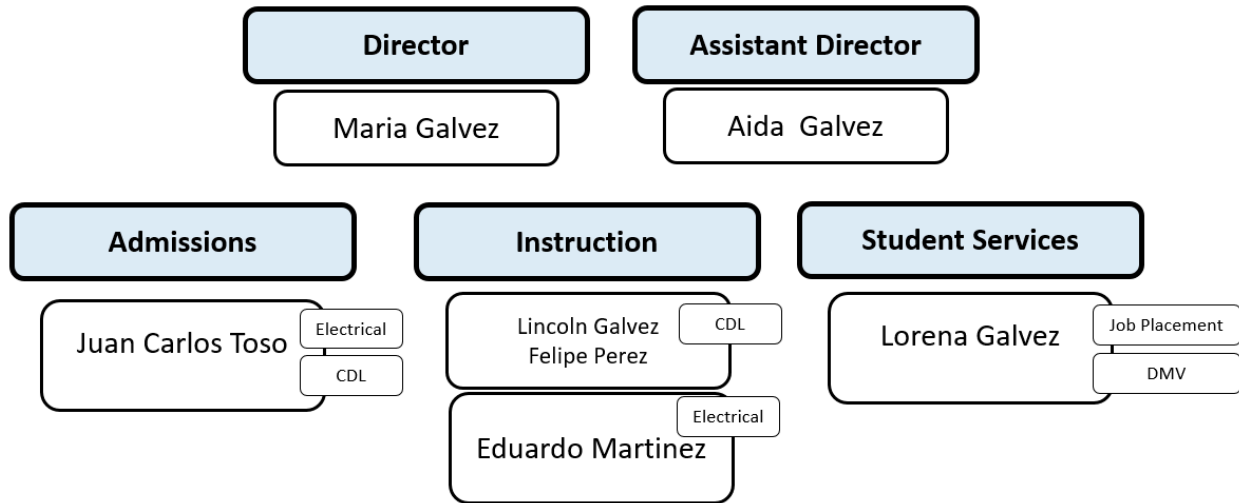 Director
Assistant Director
Maria Galvez
Aida  Galvez
Admissions
Instruction
Student Services
Juan Carlos Toso
Electrical
CDL
Lincoln Galvez
Felipe Perez
CDL
Eduardo Martinez
Electrical
Lorena Galvez
Job Placement
DMV